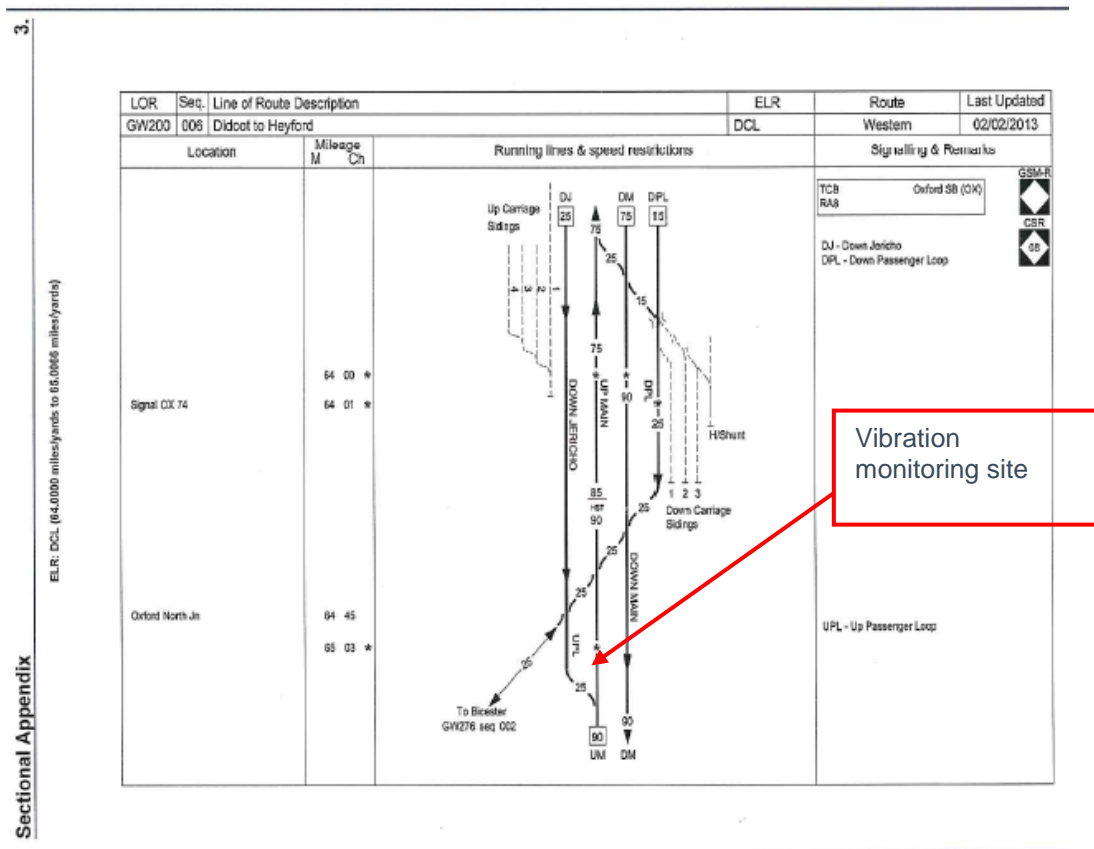 3.
Sectional Appendix
ELR: DCL (64.0000 miles/yards to 65.0066 miles/yards)
LOR Seq. Line of Route Description ELR Route Last Updated
GW200 006 Didcot to Heyford DCL Western 02/02/2013
Location Mileage M Ch Running lines & speed restrictions Signalling & Remarks
GSM-R
TCB Oxford SB (OX)
RA8
CSR
08
DJ - Down Jericho
DPL - Down Passenger Loop
Up Carriage
Sidings
DJ DM DPL
25 75 15
75
25
15
4 3 2 1
75
64 00 *
* * 90
Signal OX 74 64 01 *
DOWN JERICHO
UP MAIN
DPL
*
25
H/Shunt
Vibration
monitoring site
85
HST
90
1 2 3
Down Carriage
Sidings
25
25
DOWN MAIN
25
25
Oxford North Jn 64 45
UPL - Up Passenger Loop
65 03 *
UPL
*
25
25
To Bicester
GW276 seq 002
90
90
UM DM